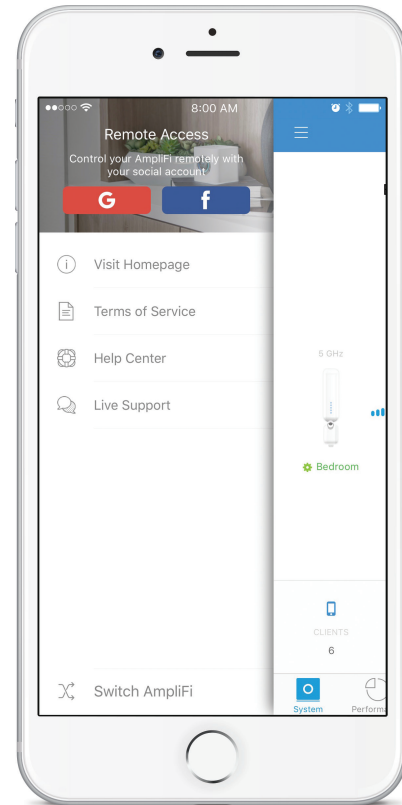 8:00 AM
Remote Access
Control your AmpliFi remotely with
your social account
G
f
Visit Homepage
Terms of Service
Help Center
Live Support
Switch AmpliFi
5 GHz
Bedroom
CLIENTS
6
System
Performa